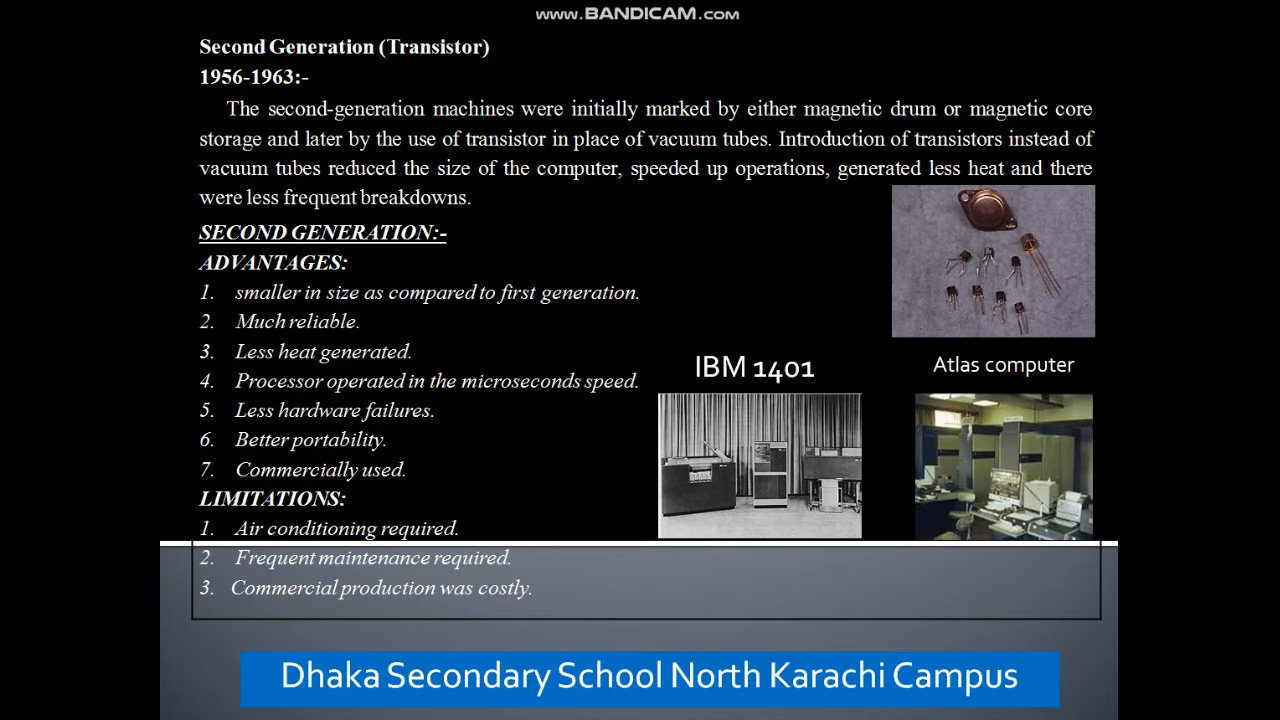 www.BANDICAM.com
Second Generation (Transistor)
1956-1963:-
The second-generation machines were initially marked by either magnetic drum or magnetic core
storage and later by the use of transistor in place of vacuum tubes. Introduction of transistors instead of
vacuum tubes reduced the size of the computer, speeded up operations, generated less heat and there
were less frequent breakdowns.
SECOND GENERATION:-
ADVANTAGES:
1. smaller in size as compared to first generation.
2. Much reliable.
3. Less heat generated.
4. Processor operated in the microseconds speed.
5. Less hardware failures.
6. Better portability.
7. Commercially used.
LIMITATIONS:
1. Air conditioning required.
2. Frequent maintenance required.
3. Commercial production was costly.
IBM 1401
Atlas computer
Dhaka Secondary School North Karachi Campus